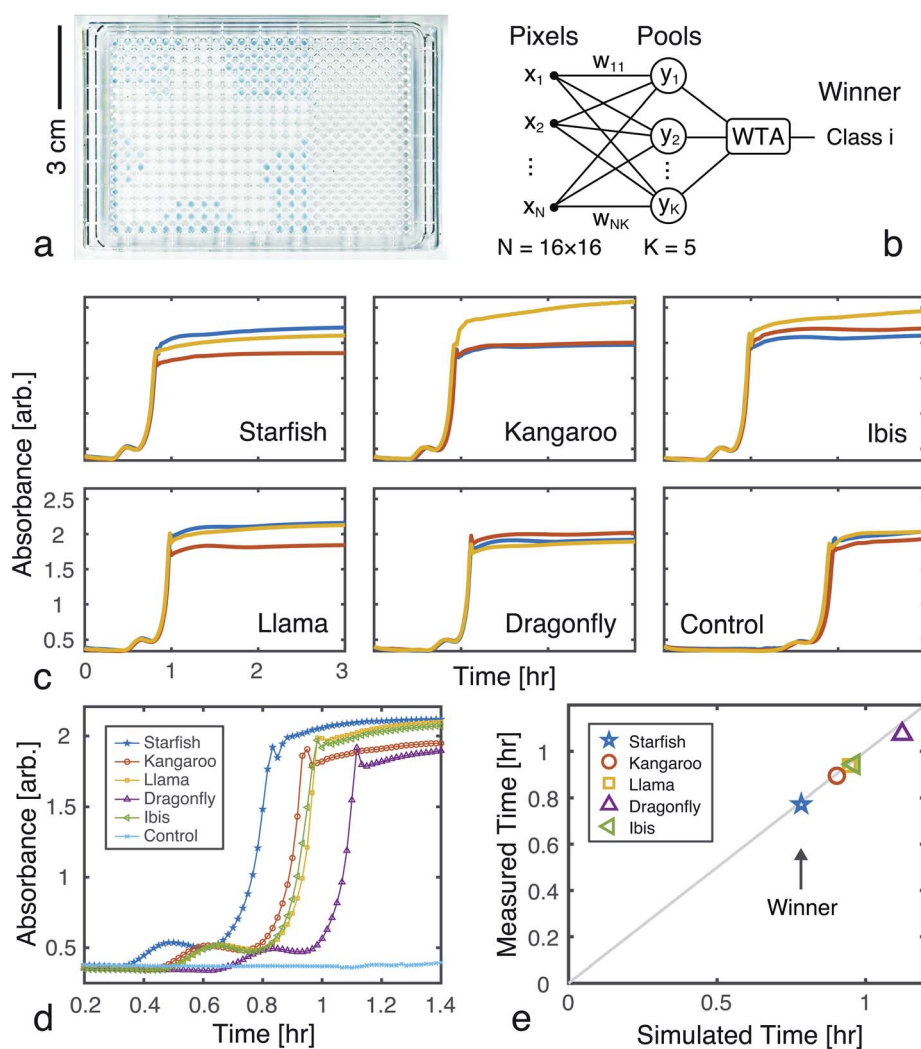 3 cm
a
Pixels
Pools
x1
x2
⋮
xN
w11
wNK
y1
y2
⋮
yK
WTA
Winner
Class i
N = 16×16
K = 5
b
Absorbance [arb.]
Starfish
Kangaroo
Ibis
2.5
2
1.5
1
0.5
Llama
Dragonfly
Control
0
1
2
3
c
Time [hr]
Absorbance [arb.]
2
1.5
1
0.5
Starfish
Kangaroo
Llama
Dragonfly
Ibis
Control
0.2
0.4
0.6
0.8
1
1.2
1.4
d
Time [hr]
Measured Time [hr]
1
0.8
0.6
0.4
0.2
0
Starfish
Kangaroo
Llama
Dragonfly
Ibis
Winner
0
0.5
1
Simulated Time [hr]
e